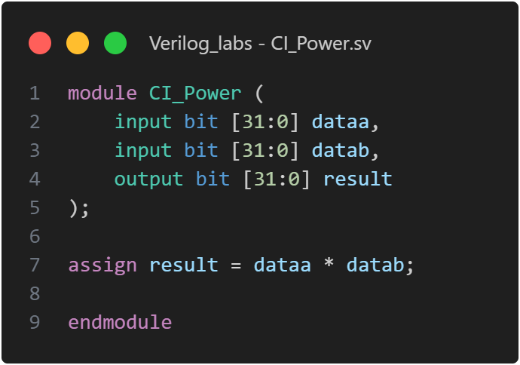 Verilog_labs - CI_Power.sv
1 module CI_Power (
2     input bit [31:0] dataa,
3     input bit [31:0] datab,
4     output bit [31:0] result
5 );
6
7 assign result = dataa * datab;
8
9 endmodule